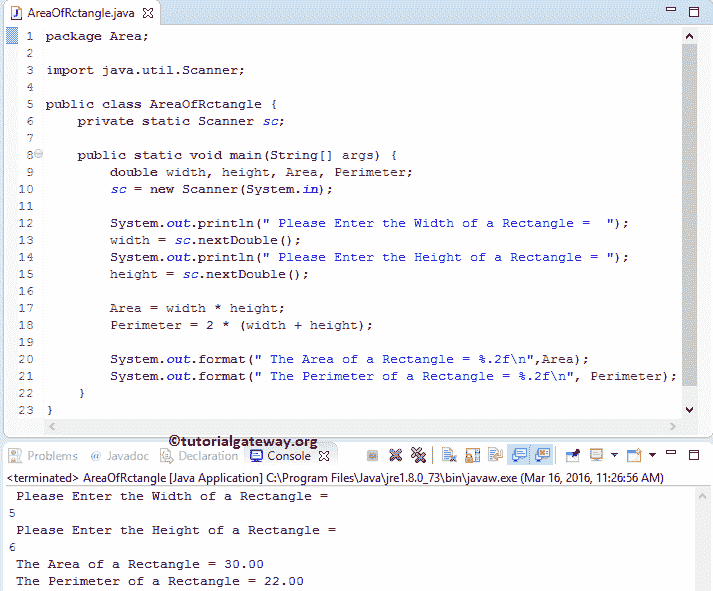 AreaOfRctangle.java
1 package Area;
2
3 import java.util.Scanner;
4
5 public class AreaOfRctangle {
6 private static Scanner sc;
7
8 public static void main(String[] args) {
9 double width, height, Area, Perimeter;
10 sc = new Scanner(System.in);
11
12 System.out.println(" Please Enter the Width of a Rectangle =  ");
13 width = sc.nextDouble();
14 System.out.println(" Please Enter the Height of a Rectangle = ");
15 height = sc.nextDouble();
16
17 Area = width * height;
18 Perimeter = 2 * (width + height);
19
20 System.out.format(" The Area of a Rectangle = %.2f\n",Area);
21 System.out.format(" The Perimeter of a Rectangle = %.2f\n", Perimeter);
22 }
23 }
©tutorialgateway.org
Problems @ Javadoc Declaration Console
<terminated> AreaOfRctangle [Java Application] C:\Program Files\Java\jre1.8.0_73\bin\javaw.exe (Mar 16, 2016, 11:26:56 AM)
Please Enter the Width of a Rectangle =
5
Please Enter the Height of a Rectangle =
6
The Area of a Rectangle = 30.00
The Perimeter of a Rectangle = 22.00